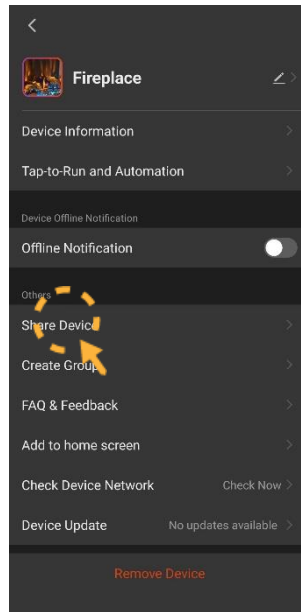 Fireplace
Device Information
Tap-to-Run and Automation
Device Offline Notification
Offline Notification
Others
Share Device
Create Group
FAQ & Feedback
Add to home screen
Check Device Network Check Now
Device Update No updates available
Remove Device